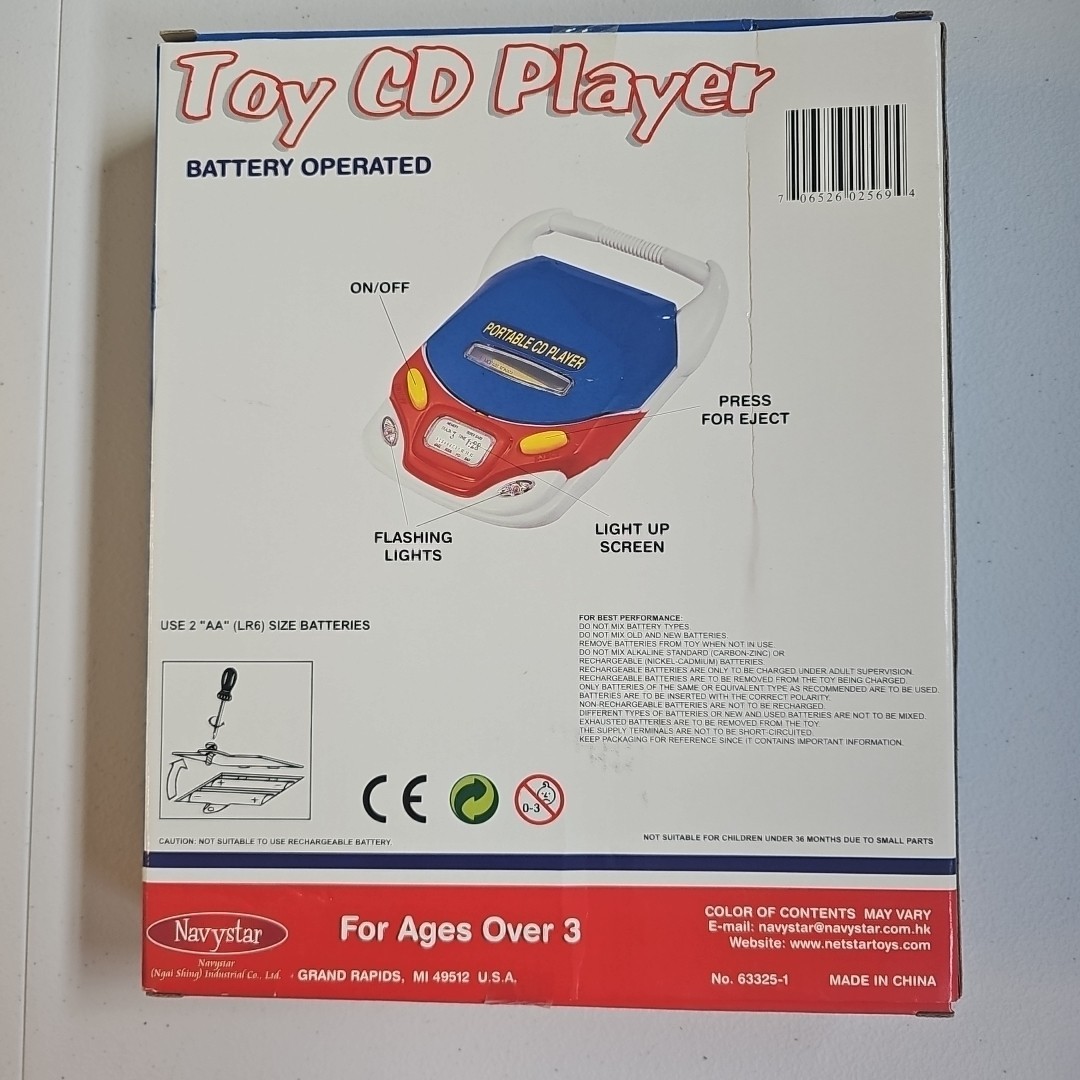 Toy CD Player
BATTERY OPERATED
7 06526 02569 4
ON/OFF
PORTABLE CD PLAYER
PRESS
FOR EJECT
FLASHING
LIGHTS
LIGHT UP
SCREEN
USE 2 "AA" (LR6) SIZE BATTERIES
FOR BEST PERFORMANCE:
DO NOT MIX BATTERY TYPES.
DO NOT MIX OLD AND NEW BATTERIES.
REMOVE BATTERIES FROM TOY WHEN NOT IN USE.
DO NOT MIX ALKALINE STANDARD (CARBON-ZINC) OR
RECHARGEABLE (NICKEL-CADMIUM) BATTERIES.
RECHARGEABLE BATTERIES ARE ONLY TO BE CHARGED UNDER ADULT SUPERVISION.
RECHARGEABLE BATTERIES ARE TO BE REMOVED FROM THE TOY BEING CHARGED.
ONLY BATTERIES OF THE SAME OR EQUIVALENT TYPE AS RECOMMENDED ARE TO BE USED.
BATTERIES ARE TO BE INSERTED WITH THE CORRECT POLARITY.
NON-RECHARGEABLE BATTERIES ARE NOT TO BE RECHARGED.
DIFFERENT TYPES OF BATTERIES OR NEW AND USED BATTERIES ARE NOT TO BE MIXED.
EXHAUSTED BATTERIES ARE TO BE REMOVED FROM THE TOY.
THE SUPPLY TERMINALS ARE NOT TO BE SHORT-CIRCUITED.
KEEP PACKAGING FOR REFERENCE SINCE IT CONTAINS IMPORTANT INFORMATION.
CE
0-3
CAUTION: NOT SUITABLE TO USE RECHARGEABLE BATTERY.
NOT SUITABLE FOR CHILDREN UNDER 36 MONTHS DUE TO SMALL PARTS
Navystar
Navystar
(Ngai Shing) Industrial Co., Ltd.
For Ages Over 3
GRAND RAPIDS, MI 49512 U.S.A.
COLOR OF CONTENTS MAY VARY
E-mail: navystar@navystar.com.hk
Website: www.netstartoys.com
No. 63325-1
MADE IN CHINA